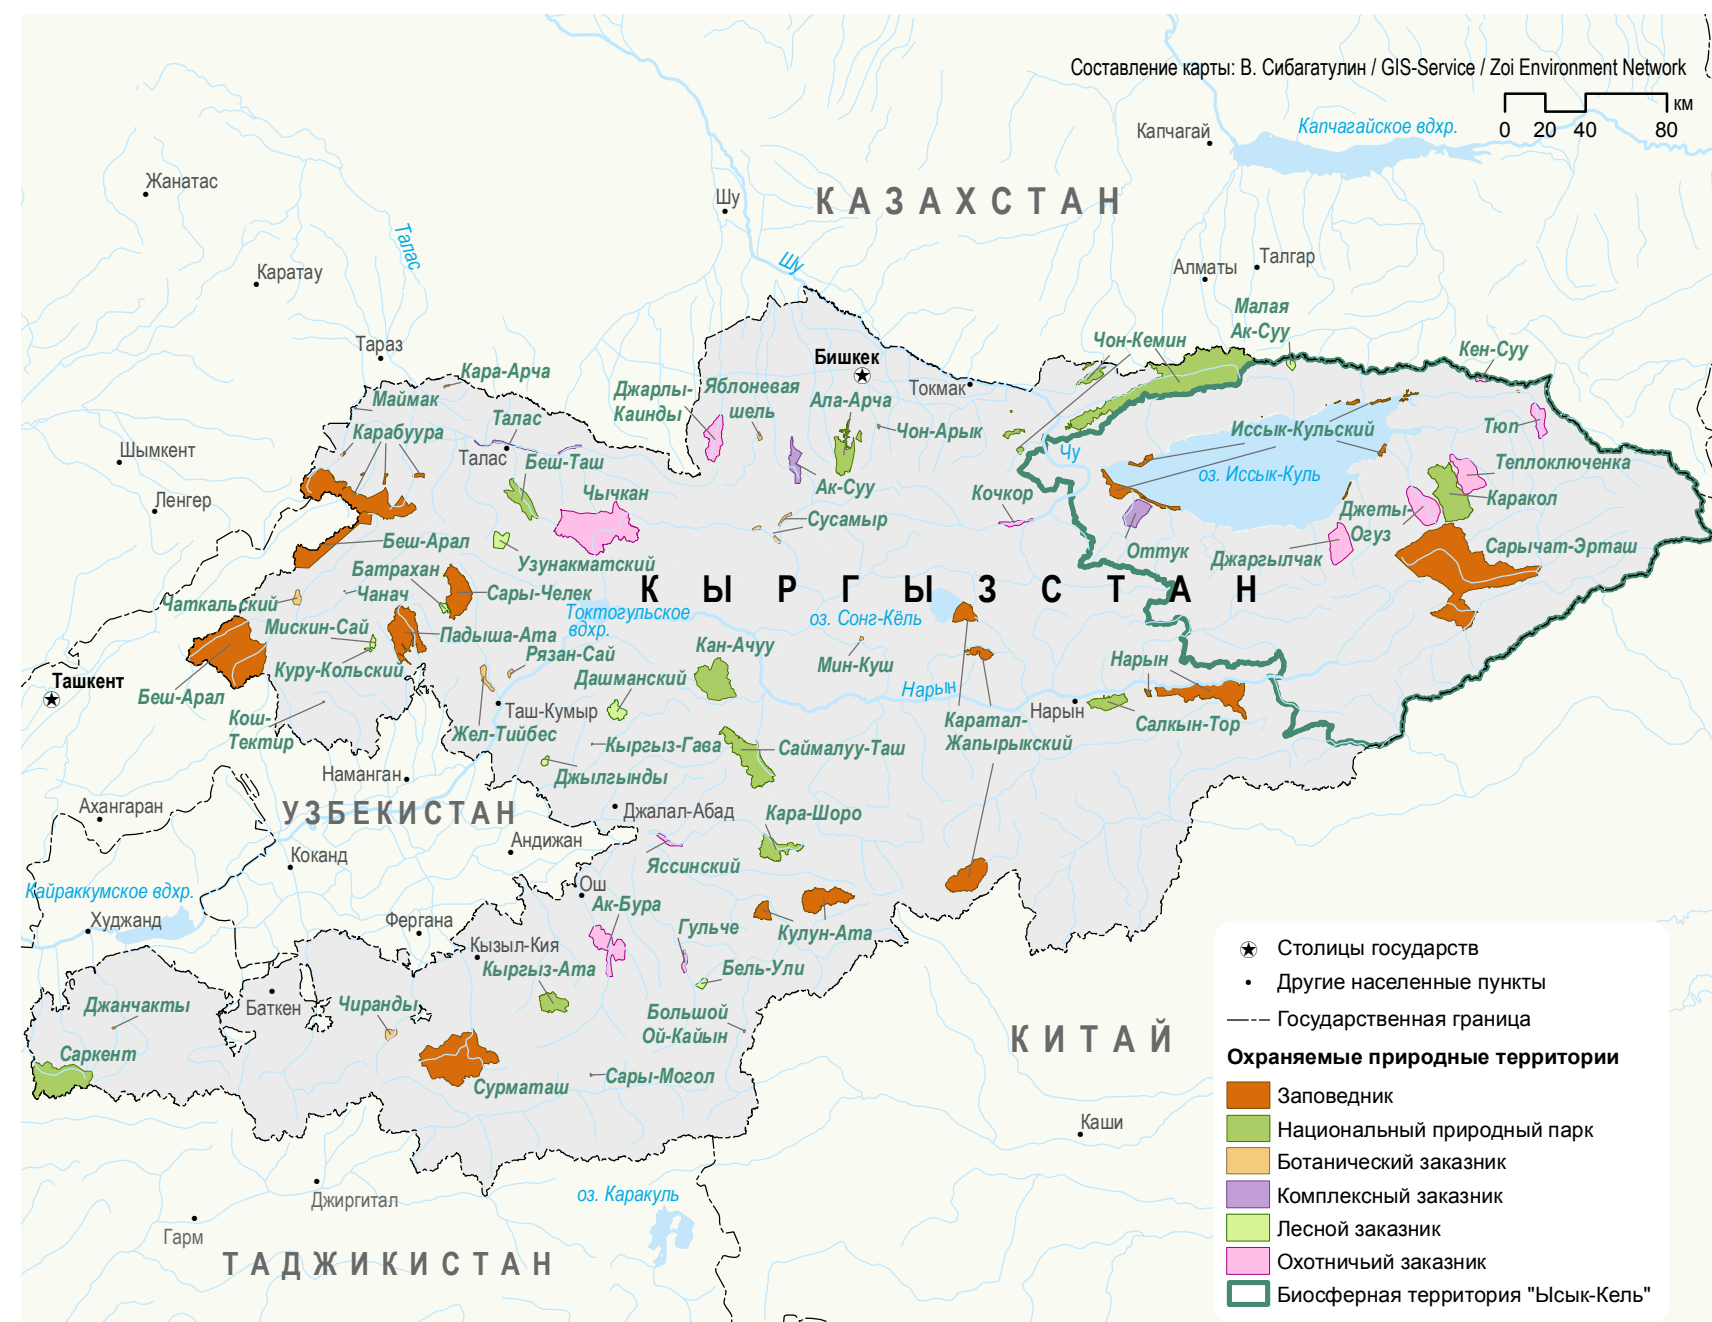 Составление карты: В. Сибагатулин / GIS-Service / Zoi Environment Network
км
0 20 40 80
Капчагай
Капчагайское вдхр.
Жанатас
Шу
КАЗАХСТАН
Талас
Каратау
Шу
Алматы
Талгар
Малая
Ак-Суу
Чон-Кемин
Кен-Суу
Тараз
Бишкек
Токмак
Кара-Арча
Джарлы-
Каинды
Яблоневая
шель
Ала-Арча
Маймак
Талас
Чон-Арык
Иссык-Кульский
Тюп
Карабуура
Шымкент
Талас
Беш-Таш
Чу
Теплоключенка
оз. Иссык-Куль
Ак-Суу
Кочкор
Каракол
Ленгер
Чычкан
Сусамыр
Джеты-
Огуз
Беш-Арал
Оттук
Джаргылчак
Сарычат-Эрташ
Узунакматский
Батрахан
Чанач
Сары-Челек
КЫРГЫЗСТАН
Чаткальский
Токтогульское
вдхр.
оз. Сонг-Кёль
Мискин-Сай
Падыша-Ата
Кан-Ачуу
Мин-Куш
Рязан-Сай
Нарын
Куру-Кольский
Дашманский
Ташкент
Беш-Арал
Нарын
Нарын
Таш-Кумыр
Салкын-Тор
Кош-
Тектир
Жел-Тийбес
Каратал-
Жапырыкский
Кыргыз-Гава
Саймалуу-Таш
Наманган
Джылгынды
Ахангаран
УЗБЕКИСТАН
Джалал-Абад
Кара-Шоро
Андижан
Коканд
Яссинский
Кайраккумское вдхр.
Ош
Ак-Бура
Худжанд
Фергана
Гульче
Кулун-Ата
Кызыл-Кия
Кыргыз-Ата
Бель-Ули
Джанчакты
Баткен
Чиранды
Большой
Ой-Кайын
КИТАЙ
Саркент
Сурматаш
Сары-Могол
Каши
Джиргитал
оз. Каракуль
Гарм
ТАДЖИКИСТАН
Столицы государств
Другие населенные пункты
Государственная граница
Охраняемые природные территории
Заповедник
Национальный природный парк
Ботанический заказник
Комплексный заказник
Лесной заказник
Охотничьий заказник
Биосферная территория "Ысык-Кель"